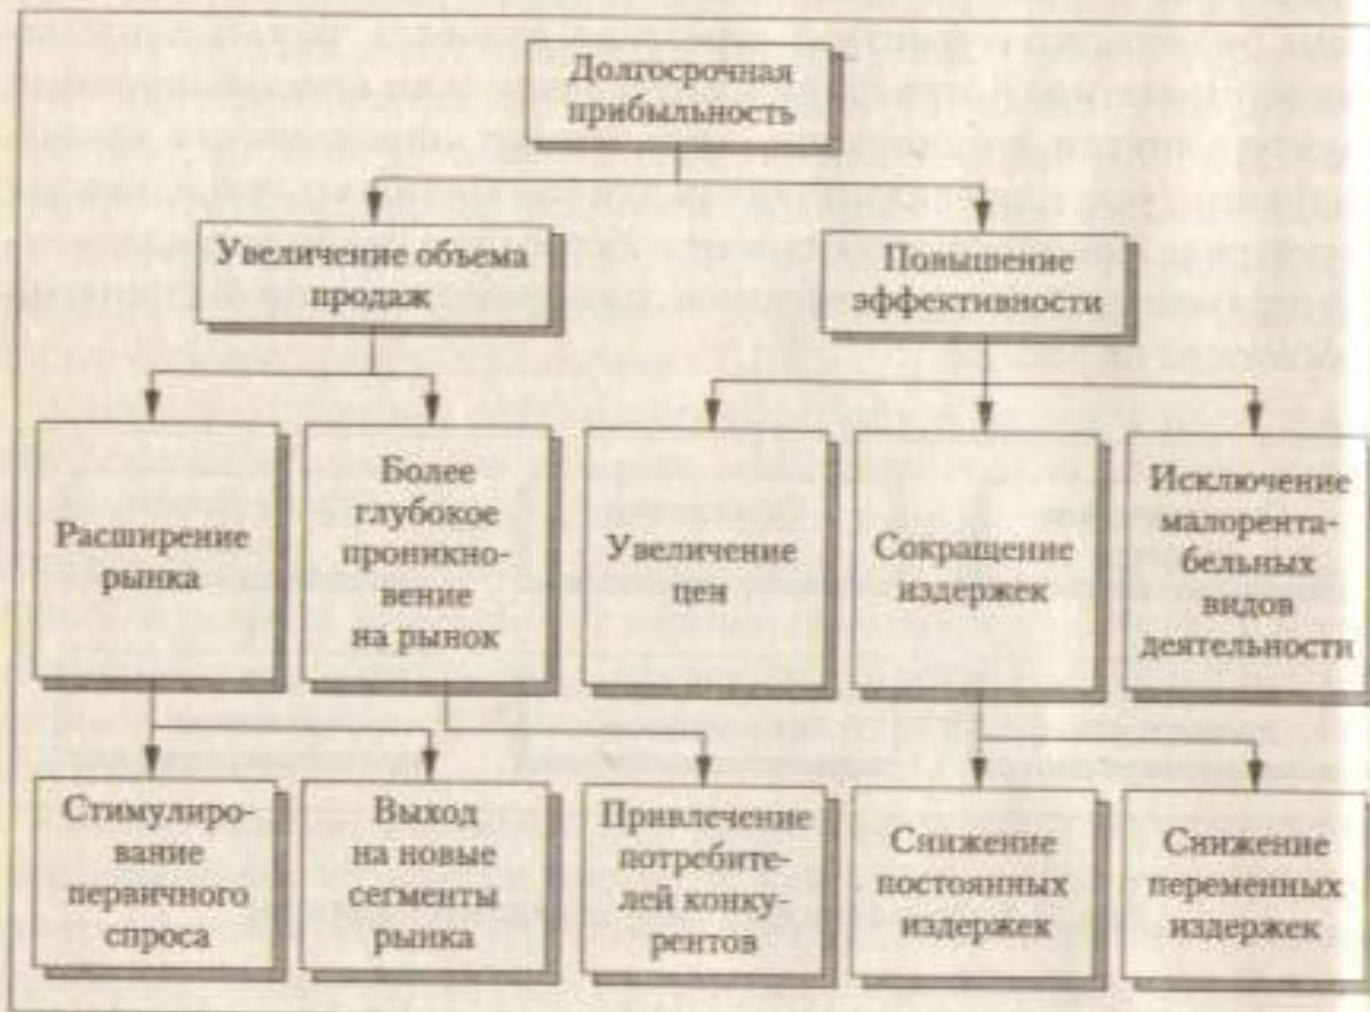 Долгосрочная
прибыльность
Увеличение объема
продаж
Повышение
эффективности
Расширение
рынка
Более
глубокое
проникно-
вение
на рынок
Увеличение
цен
Сокращение
издержек
Исключение
малорента-
бельных
видов
деятельности
Стимулиро-
вание
первичного
спроса
Выход
на новые
сегменты
рынка
Привлечение
потребите-
лей конку-
рентов
Снижение
постоянных
издержек
Снижение
переменных
издержек